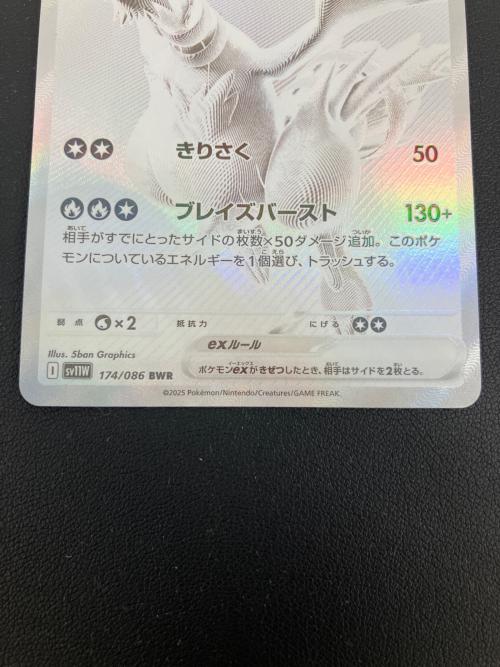 きりさく 50
ブレイズバースト 130+
相手がすでにとったサイドの枚数×50ダメージ追加。このポケ
モンについているエネルギーを1個選び、トラッシュする。
弱点 ×2 抵抗力 にげる
exルール
ポケモンexがきぜつしたとき、相手はサイドを2枚とる。
Illus. 5ban Graphics
I sv11W 174/086 BWR
©2025 Pokémon/Nintendo/Creatures/GAME FREAK.